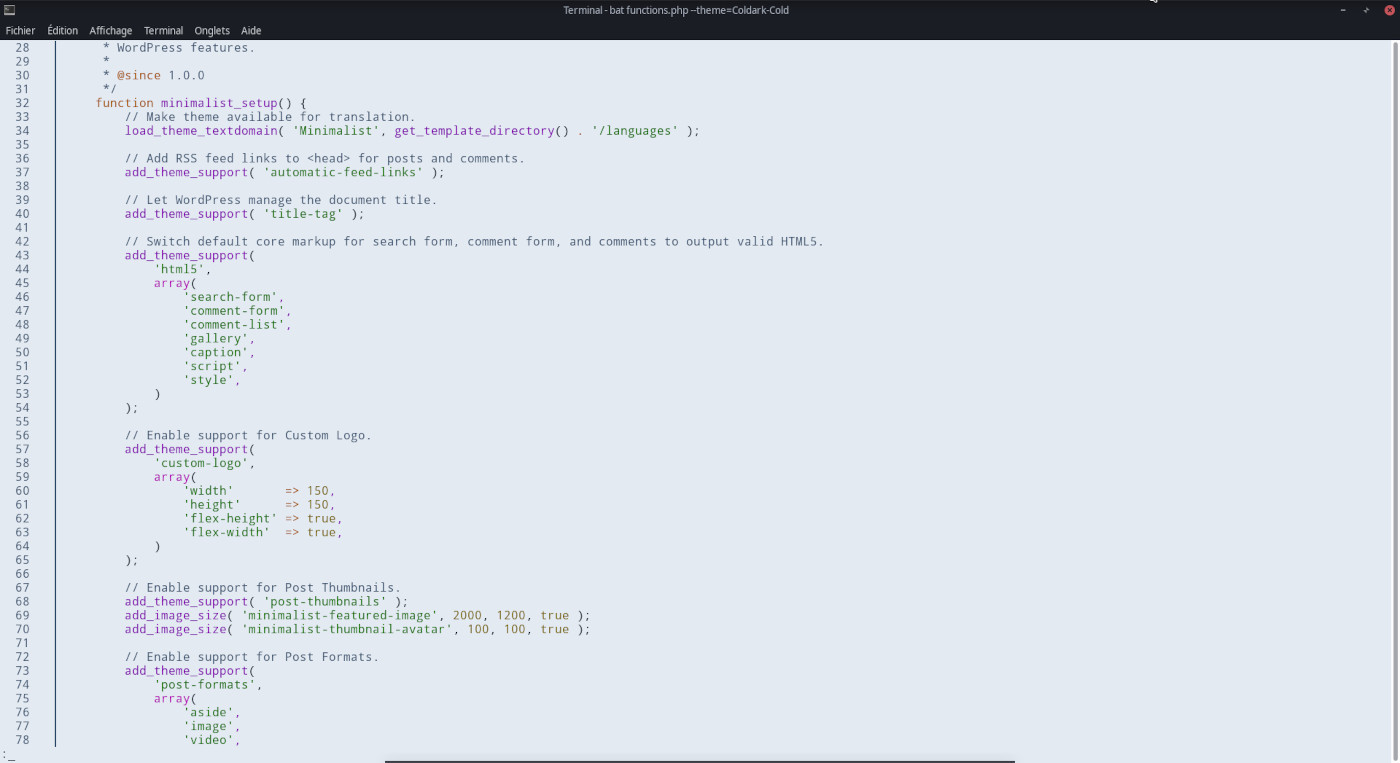 Terminal - bat functions.php --theme=Coldark-Cold
Fichier Édition Affichage Terminal Onglets Aide
28 * WordPress features.
29 *
30 * @since 1.0.0
31 */
32 function minimalist_setup() {
33 // Make theme available for translation.
34 load_theme_textdomain( 'Minimalist', get_template_directory() . '/languages' );
35
36 // Add RSS feed links to <head> for posts and comments.
37 add_theme_support( 'automatic-feed-links' );
38
39 // Let WordPress manage the document title.
40 add_theme_support( 'title-tag' );
41
42 // Switch default core markup for search form, comment form, and comments to output valid HTML5.
43 add_theme_support(
44 'html5',
45 array(
46 'search-form',
47 'comment-form',
48 'comment-list',
49 'gallery',
50 'caption',
51 'script',
52 'style',
53 )
54 );
55
56 // Enable support for Custom Logo.
57 add_theme_support(
58 'custom-logo',
59 array(
60 'width' => 150,
61 'height' => 150,
62 'flex-height' => true,
63 'flex-width' => true,
64 )
65 );
66
67 // Enable support for Post Thumbnails.
68 add_theme_support( 'post-thumbnails' );
69 add_image_size( 'minimalist-featured-image', 2000, 1200, true );
70 add_image_size( 'minimalist-thumbnail-avatar', 100, 100, true );
71
72 // Enable support for Post Formats.
73 add_theme_support(
74 'post-formats',
75 array(
76 'aside',
77 'image',
78 'video',
:_